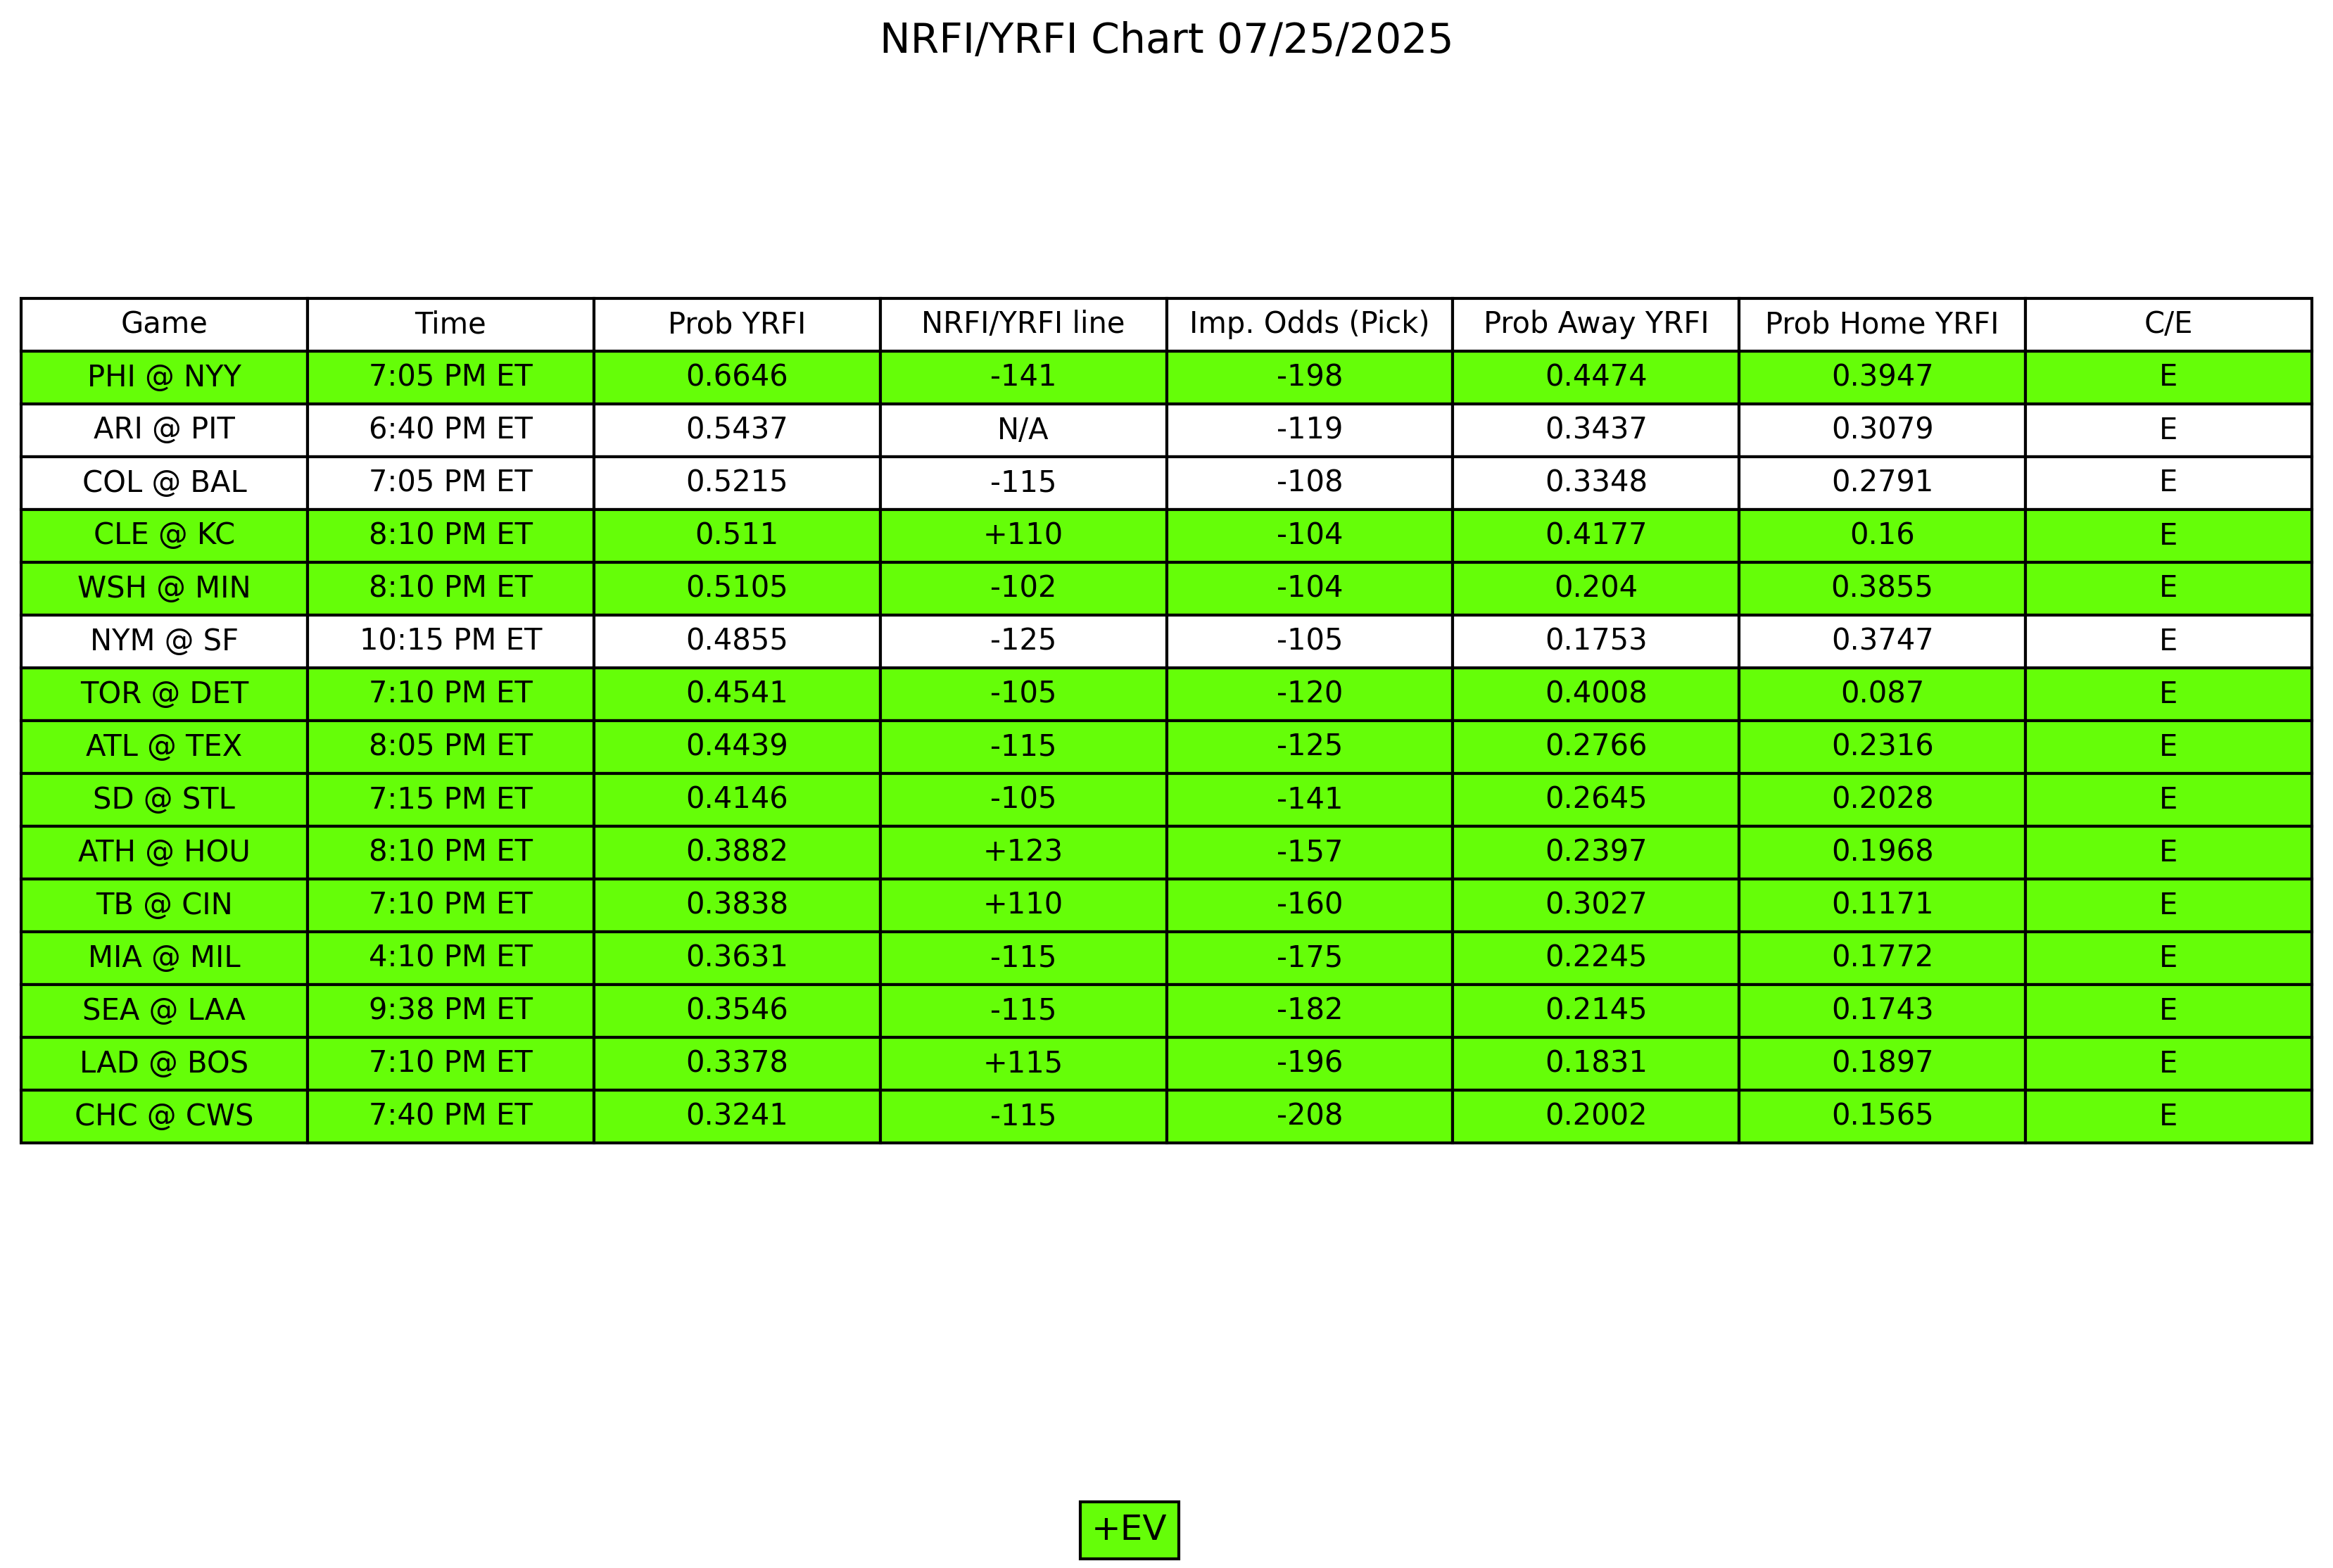 NRFI/YRFI Chart 07/25/2025
Game Time Prob YRFI NRFI/YRFI line Imp. Odds (Pick) Prob Away YRFI Prob Home YRFI C/E
PHI @ NYY 7:05 PM ET 0.6646 -141 -198 0.4474 0.3947 E
ARI @ PIT 6:40 PM ET 0.5437 N/A -119 0.3437 0.3079 E
COL @ BAL 7:05 PM ET 0.5215 -115 -108 0.3348 0.2791 E
CLE @ KC 8:10 PM ET 0.511 +110 -104 0.4177 0.16 E
WSH @ MIN 8:10 PM ET 0.5105 -102 -104 0.204 0.3855 E
NYM @ SF 10:15 PM ET 0.4855 -125 -105 0.1753 0.3747 E
TOR @ DET 7:10 PM ET 0.4541 -105 -120 0.4008 0.087 E
ATL @ TEX 8:05 PM ET 0.4439 -115 -125 0.2766 0.2316 E
SD @ STL 7:15 PM ET 0.4146 -105 -141 0.2645 0.2028 E
ATH @ HOU 8:10 PM ET 0.3882 +123 -157 0.2397 0.1968 E
TB @ CIN 7:10 PM ET 0.3838 +110 -160 0.3027 0.1171 E
MIA @ MIL 4:10 PM ET 0.3631 -115 -175 0.2245 0.1772 E
SEA @ LAA 9:38 PM ET 0.3546 -115 -182 0.2145 0.1743 E
LAD @ BOS 7:10 PM ET 0.3378 +115 -196 0.1831 0.1897 E
CHC @ CWS 7:40 PM ET 0.3241 -115 -208 0.2002 0.1565 E
+EV